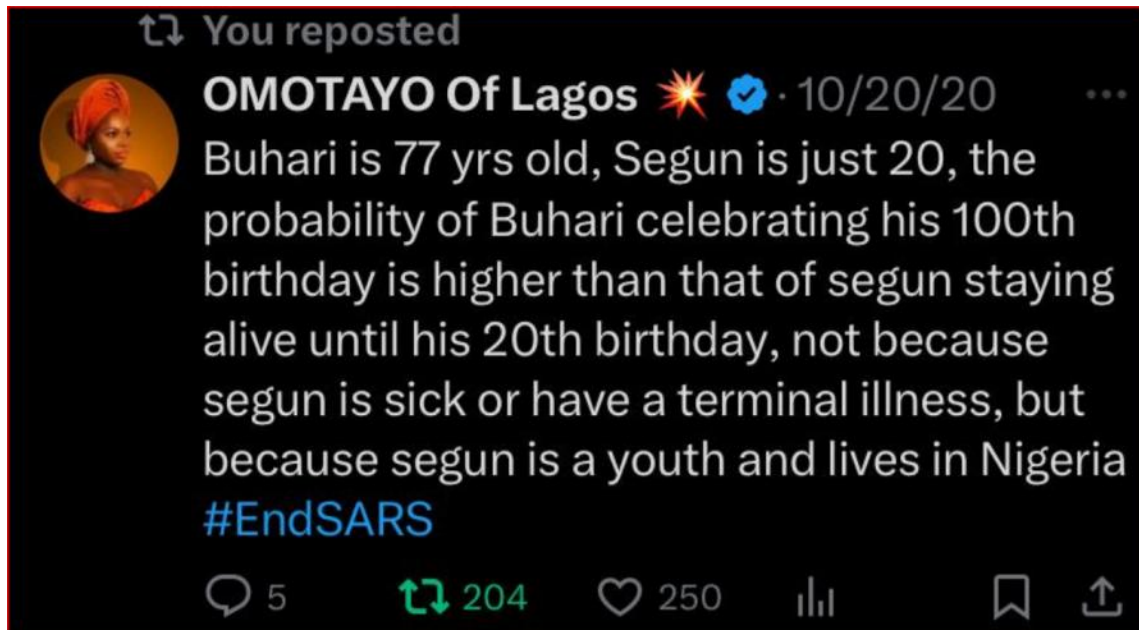 You reposted
OMOTAYO Of Lagos 💥 · 10/20/20 ...
Buhari is 77 yrs old, Segun is just 20, the
probability of Buhari celebrating his 100th
birthday is higher than that of segun staying
alive until his 20th birthday, not because
segun is sick or have a terminal illness, but
because segun is a youth and lives in Nigeria
#EndSARS
5 204 250